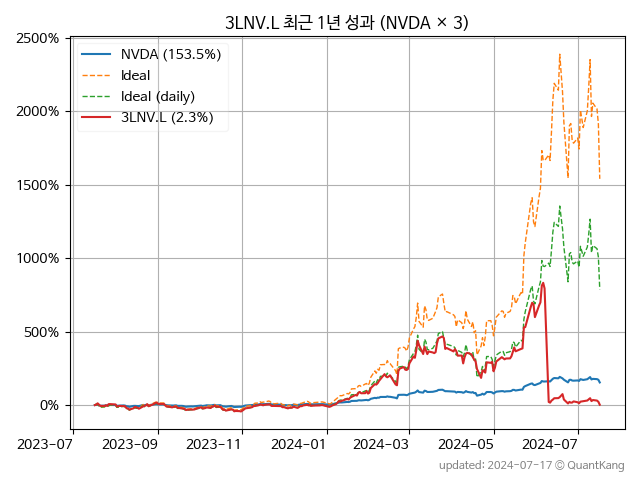 3LNV.L 최근 1년 성과 (NVDA × 3)
2500%
2000%
1500%
1000%
500%
0%
NVDA (153.5%)
Ideal
Ideal (daily)
3LNV.L (2.3%)
2023-07 2023-09 2023-11 2024-01 2024-03 2024-05 2024-07
updated: 2024-07-17 © QuantKang